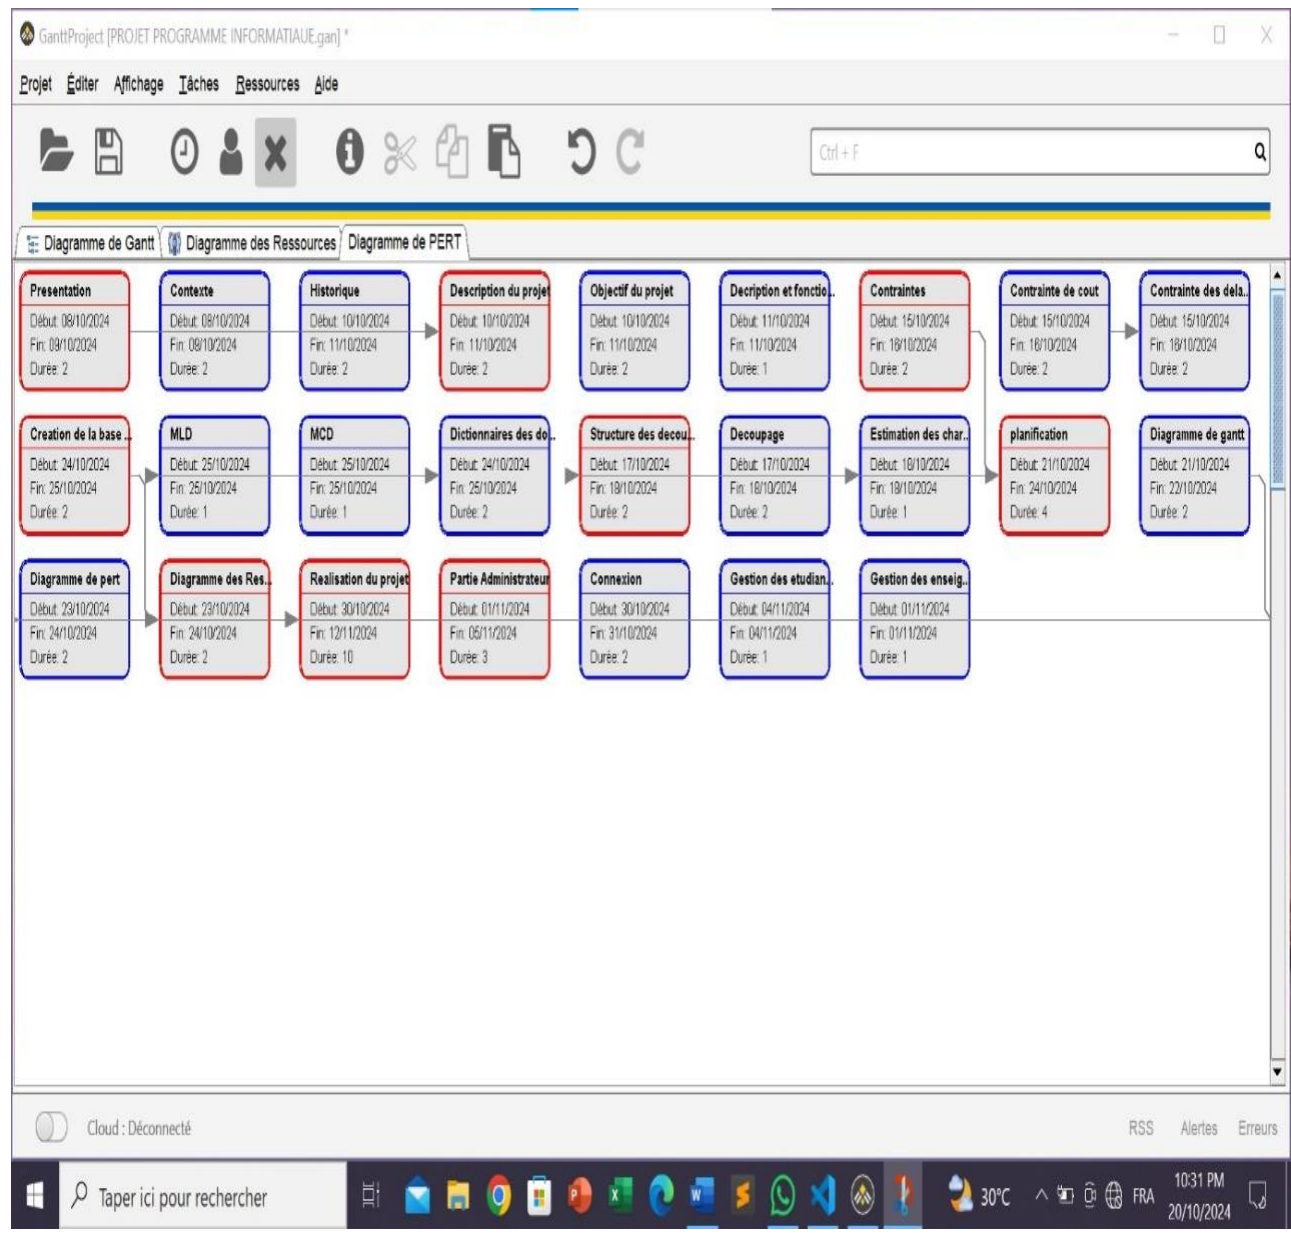 GanttProject [PROJET PROGRAMME INFORMATIAUE.gan] *
Projet Éditer Affichage Tâches Ressources Aide
Ctrl + F
Diagramme de Gantt Diagramme des Ressources Diagramme de PERT
Presentation
Début: 08/10/2024
Fin: 09/10/2024
Durée: 2
Contexte
Début: 08/10/2024
Fin: 09/10/2024
Durée: 2
Historique
Début: 10/10/2024
Fin: 11/10/2024
Durée: 2
Description du projet
Début: 10/10/2024
Fin: 11/10/2024
Durée: 2
Objectif du projet
Début: 10/10/2024
Fin: 11/10/2024
Durée: 2
Decription et fonctio...
Début: 11/10/2024
Fin: 11/10/2024
Durée: 1
Contraintes
Début: 15/10/2024
Fin: 16/10/2024
Durée: 2
Contrainte de cout
Début: 15/10/2024
Fin: 16/10/2024
Durée: 2
Contrainte des dela...
Début: 15/10/2024
Fin: 16/10/2024
Durée: 2
Creation de la base ...
Début: 24/10/2024
Fin: 25/10/2024
Durée: 2
MLD
Début: 25/10/2024
Fin: 25/10/2024
Durée: 1
MCD
Début: 25/10/2024
Fin: 25/10/2024
Durée: 1
Dictionnaires des do...
Début: 24/10/2024
Fin: 25/10/2024
Durée: 2
Structure des decou...
Début: 17/10/2024
Fin: 18/10/2024
Durée: 2
Decoupage
Début: 17/10/2024
Fin: 18/10/2024
Durée: 2
Estimation des char...
Début: 18/10/2024
Fin: 18/10/2024
Durée: 1
planification
Début: 21/10/2024
Fin: 24/10/2024
Durée: 4
Diagramme de gantt
Début: 21/10/2024
Fin: 22/10/2024
Durée: 2
Diagramme de pert
Début: 23/10/2024
Fin: 24/10/2024
Durée: 2
Diagramme des Res...
Début: 23/10/2024
Fin: 24/10/2024
Durée: 2
Realisation du projet
Début: 30/10/2024
Fin: 12/11/2024
Durée: 10
Partie Administrateur
Début: 01/11/2024
Fin: 05/11/2024
Durée: 3
Connexion
Début: 30/10/2024
Fin: 31/10/2024
Durée: 2
Gestion des etudian...
Début: 04/11/2024
Fin: 04/11/2024
Durée: 1
Gestion des enseig...
Début: 01/11/2024
Fin: 01/11/2024
Durée: 1
Cloud : Déconnecté
RSS Alertes Erreurs
Taper ici pour rechercher
30°C
FRA
10:31 PM
20/10/2024